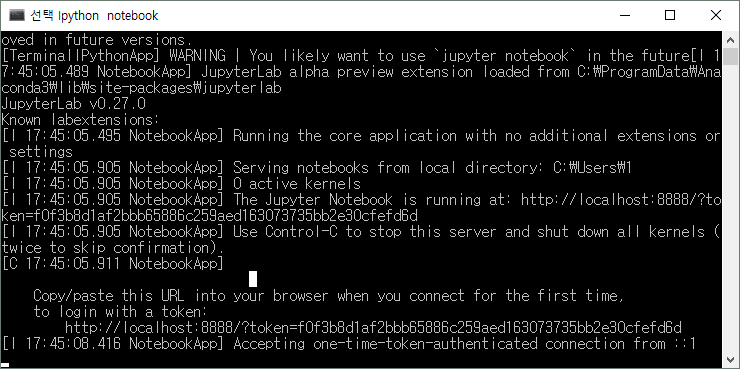 선택 Ipython  notebook
oved in future versions.
[TerminalIPythonApp] WARNING | You likely want to use `jupyter notebook` in the future[I 1
7:45:05.489 NotebookApp] JupyterLab alpha preview extension loaded from C:₩ProgramData₩Ana
conda3₩lib₩site-packages₩jupyterlab
JupyterLab v0.27.0
Known labextensions:
[I 17:45:05.495 NotebookApp] Running the core application with no additional extensions or
 settings
[I 17:45:05.905 NotebookApp] Serving notebooks from local directory: C:₩Users₩1
[I 17:45:05.905 NotebookApp] 0 active kernels
[I 17:45:05.905 NotebookApp] The Jupyter Notebook is running at: http://localhost:8888/?to
ken=f0f3b8d1af2bbb65886c259aed163073735bb2e30cfefd6d
[I 17:45:05.905 NotebookApp] Use Control-C to stop this server and shut down all kernels (
twice to skip confirmation).
[C 17:45:05.911 NotebookApp]
    Copy/paste this URL into your browser when you connect for the first time,
    to login with a token:
        http://localhost:8888/?token=f0f3b8d1af2bbb65886c259aed163073735bb2e30cfefd6d
[I 17:45:08.416 NotebookApp] Accepting one-time-token-authenticated connection from ::1